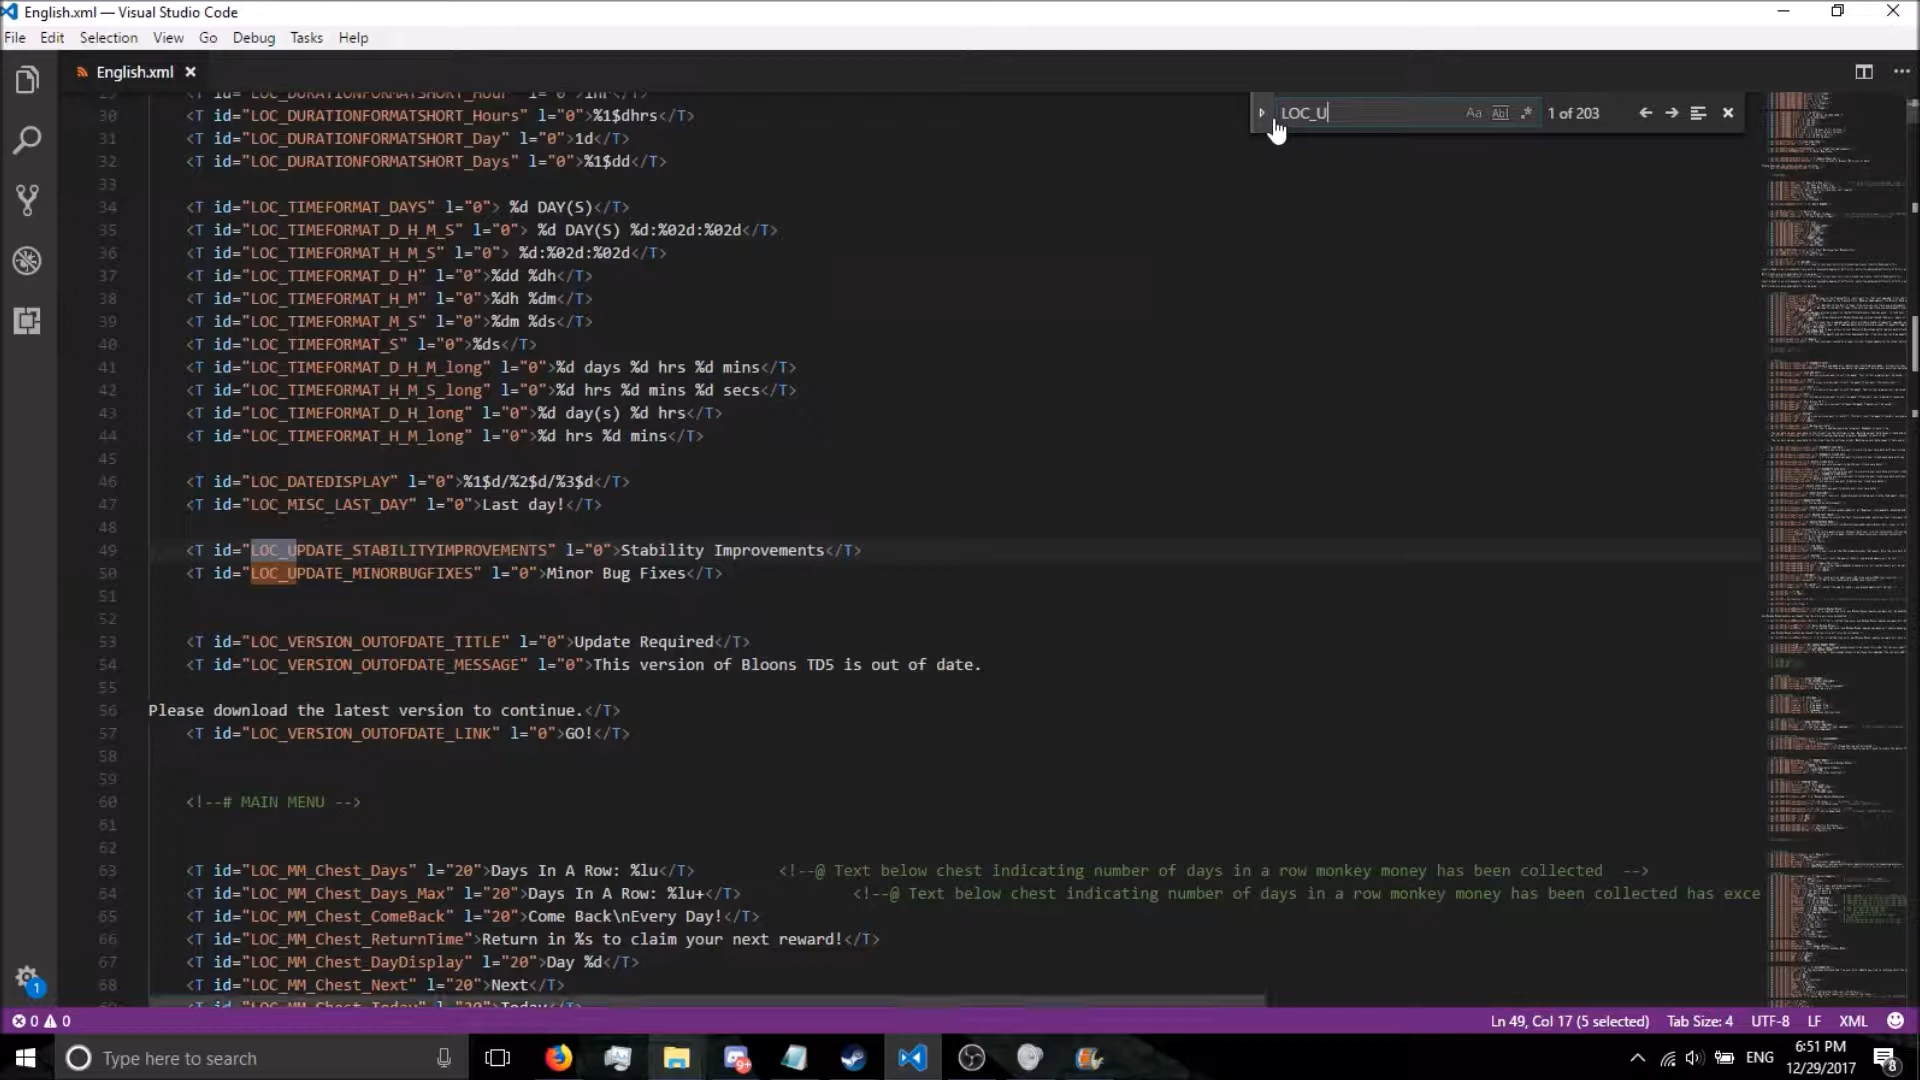 English.xml — Visual Studio Code
File Edit Selection View Go Debug Tasks Help
English.xml
LOC_U Aa Abl .* 1 of 203
30 <T id="LOC_DURATIONFORMATSHORT_Hours" l="0">%1$dhrs</T>
31 <T id="LOC_DURATIONFORMATSHORT_Day" l="0">1d</T>
32 <T id="LOC_DURATIONFORMATSHORT_Days" l="0">%1$dd</T>
33
34 <T id="LOC_TIMEFORMAT_DAYS" l="0"> %d DAY(S)</T>
35 <T id="LOC_TIMEFORMAT_D_H_M_S" l="0"> %d DAY(S) %d:%02d:%02d</T>
36 <T id="LOC_TIMEFORMAT_H_M_S" l="0"> %d:%02d:%02d</T>
37 <T id="LOC_TIMEFORMAT_D_H" l="0">%dd %dh</T>
38 <T id="LOC_TIMEFORMAT_H_M" l="0">%dh %dm</T>
39 <T id="LOC_TIMEFORMAT_M_S" l="0">%dm %ds</T>
40 <T id="LOC_TIMEFORMAT_S" l="0">%ds</T>
41 <T id="LOC_TIMEFORMAT_D_H_M_long" l="0">%d days %d hrs %d mins</T>
42 <T id="LOC_TIMEFORMAT_H_M_S_long" l="0">%d hrs %d mins %d secs</T>
43 <T id="LOC_TIMEFORMAT_D_H_long" l="0">%d day(s) %d hrs</T>
44 <T id="LOC_TIMEFORMAT_H_M_long" l="0">%d hrs %d mins</T>
45
46 <T id="LOC_DATEDISPLAY" l="0">%1$d/%2$d/%3$d</T>
47 <T id="LOC_MISC_LAST_DAY" l="0">Last day!</T>
48
49 <T id="LOC_UPDATE_STABILITYIMPROVEMENTS" l="0">Stability Improvements</T>
50 <T id="LOC_UPDATE_MINORBUGFIXES" l="0">Minor Bug Fixes</T>
51
52
53 <T id="LOC_VERSION_OUTOFDATE_TITLE" l="0">Update Required</T>
54 <T id="LOC_VERSION_OUTOFDATE_MESSAGE" l="0">This version of Bloons TD5 is out of date.
55
56 Please download the latest version to continue.</T>
57 <T id="LOC_VERSION_OUTOFDATE_LINK" l="0">GO!</T>
58
59
60 <!--# MAIN MENU -->
61
62
63 <T id="LOC_MM_Chest_Days" l="20">Days In A Row: %lu</T> <!--@ Text below chest indicating number of days in a row monkey money has been collected -->
64 <T id="LOC_MM_Chest_Days_Max" l="20">Days In A Row: %lu+</T> <!--@ Text below chest indicating number of days in a row monkey money has been collected has exce
65 <T id="LOC_MM_Chest_ComeBack" l="20">Come Back\nEvery Day!</T>
66 <T id="LOC_MM_Chest_ReturnTime">Return in %s to claim your next reward!</T>
67 <T id="LOC_MM_Chest_DayDisplay" l="20">Day %d</T>
68 <T id="LOC_MM_Chest_Next" l="20">Next</T>
1
0 0 Ln 49, Col 17 (5 selected) Tab Size: 4 UTF-8 LF XML
Type here to search 9+ ENG 6:51 PM
12/29/2017 8